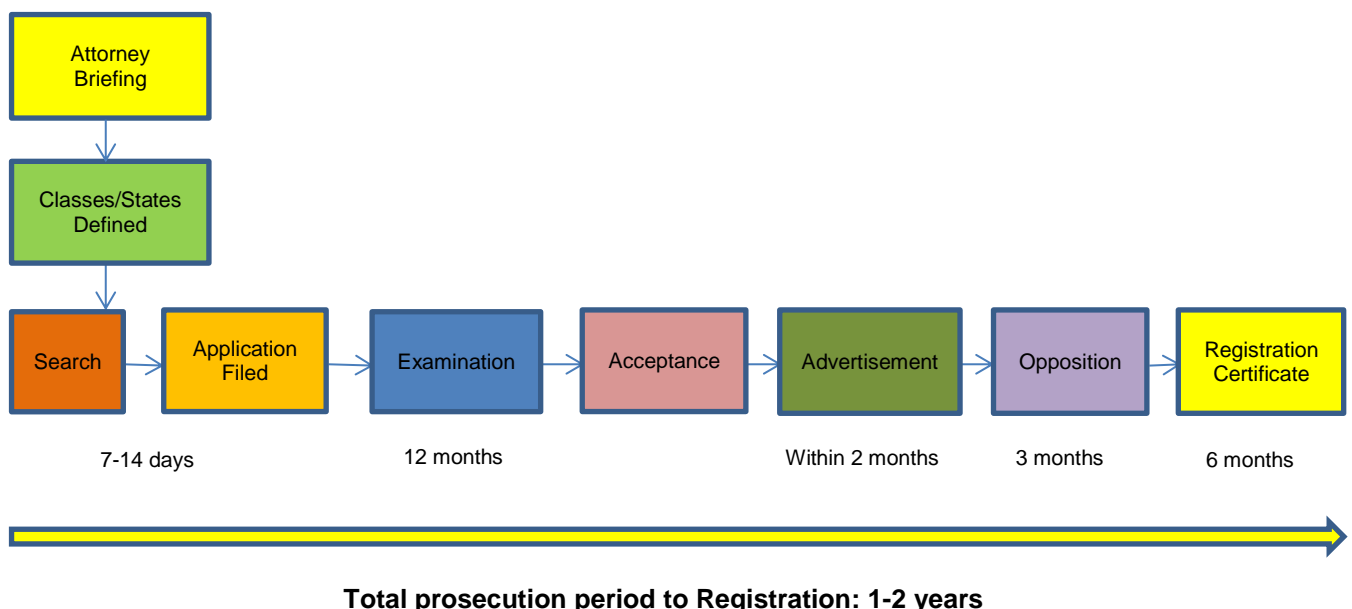 Attorney
Briefing
Classes/States
Defined
Search
Application
Filed
Examination
Acceptance
Advertisement
Opposition
Registration
Certificate
7-14 days
12 months
Within 2 months
3 months
6 months
Total prosecution period to Registration: 1-2 years